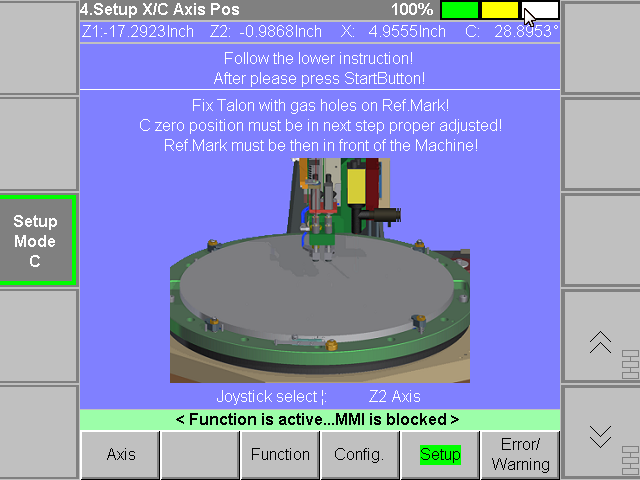 4.Setup X/C Axis Pos 100%
Z1:-17.2923Inch Z2: -0.9868Inch X: 4.9555Inch C: 28.8953°
Follow the lower instruction!
After please press StartButton!
Fix Talon with gas holes on Ref.Mark!
C zero position must be in next step proper adjusted!
Ref.Mark must be then in front of the Machine!
Setup
Mode
C
Joystick select ¦: Z2 Axis
< Function is active...MMI is blocked >
Axis Function Config. Setup Error/
Warning